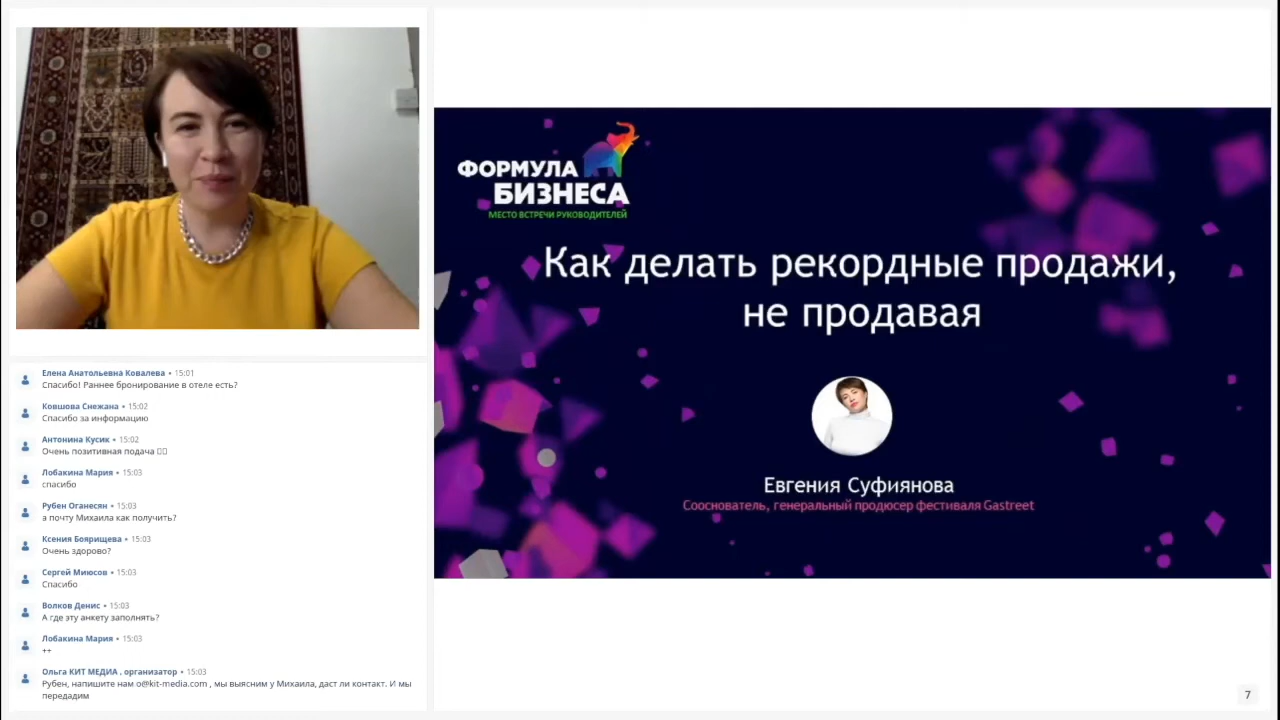 Елена Анатольевна Ковалева • 15:01
Спасибо! Раннее бронирование в отеле есть?
Ковшова Снежана • 15:02
Спасибо за информацию
Антонина Кусик • 15:02
Очень позитивная подача
Лобакина Мария • 15:03
спасибо
Рубен Оганесян • 15:03
а почту Михаила как получить?
Ксения Боярищева • 15:03
Очень здорово?
Сергей Миюсов • 15:03
Спасибо
Волков Денис • 15:03
А где эту анкету заполнять?
Лобакина Мария • 15:03
++
Ольга КИТ МЕДИА , организатор • 15:03
Рубен, напишите нам o@kit-media.com , мы выясним у Михаила, даст ли контакт. И мы
передадим
ФОРМУЛА
БИЗНЕСА
МЕСТО ВСТРЕЧИ РУКОВОДИТЕЛЕЙ
Как делать рекордные продажи,
не продавая
Евгения Суфиянова
Сооснователь, генеральный продюсер фестиваля Gastreet
7